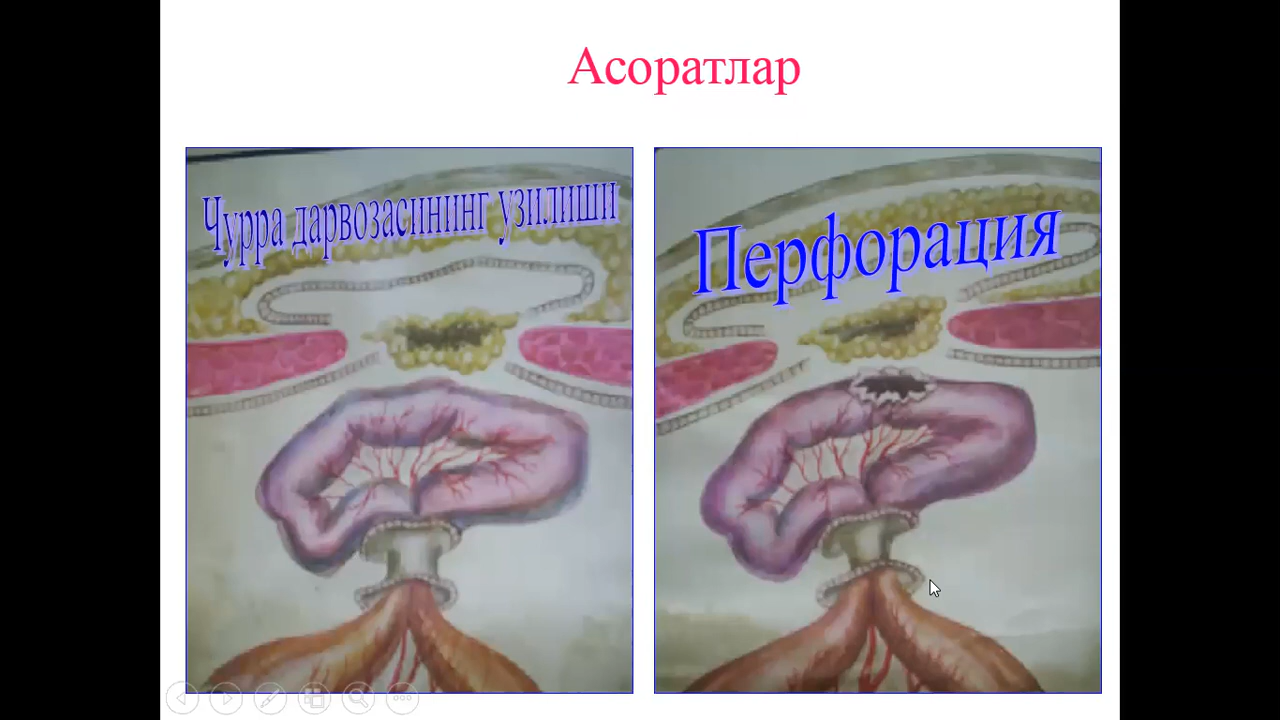 Асоратлар
Чурра дарвозасининг узилиши
Перфорация